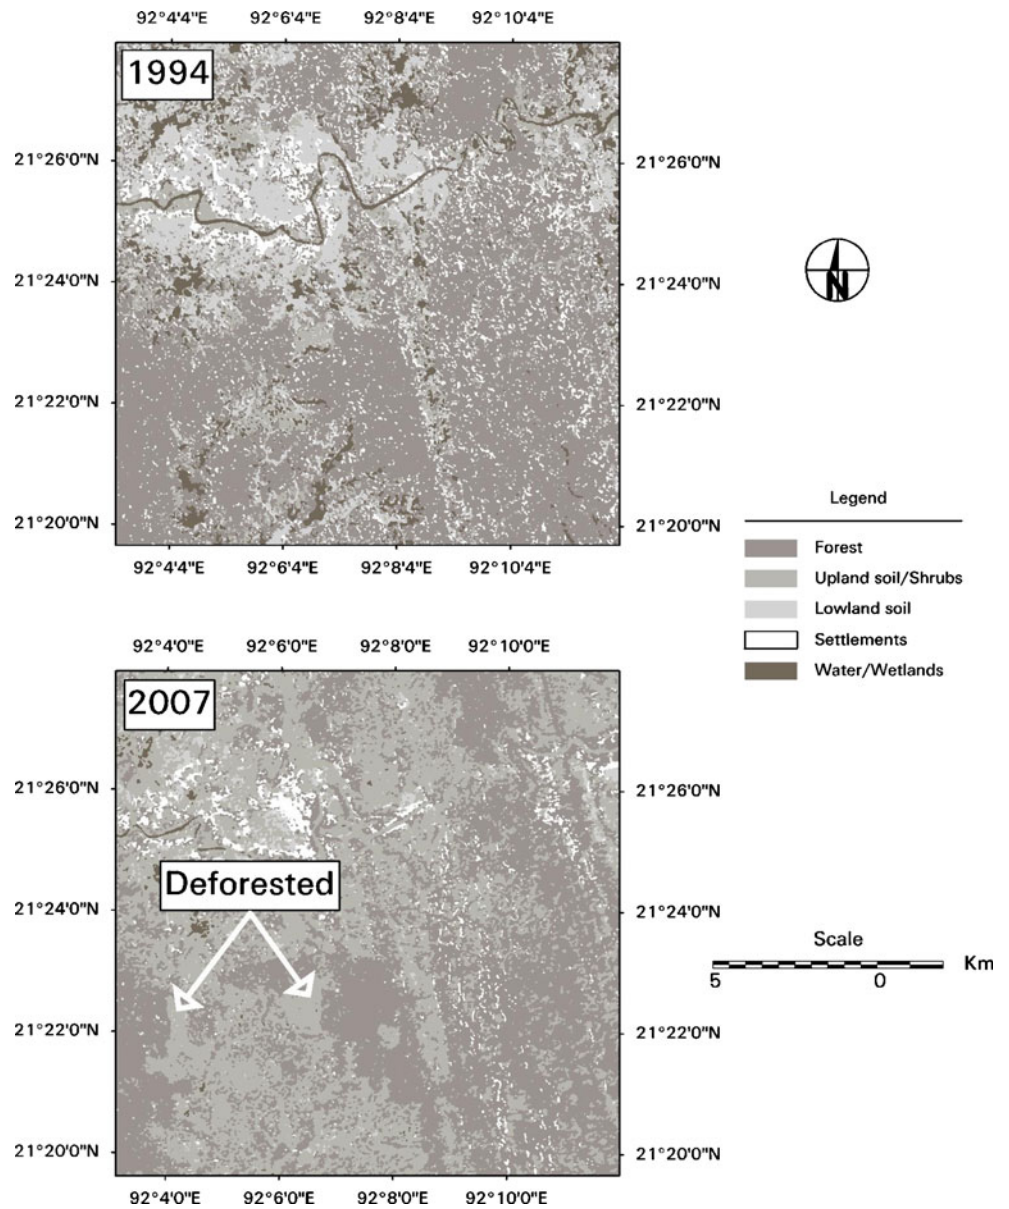 92°4'4"E 92°6'4"E 92°8'4"E 92°10'4"E
1994
21°26'0"N 21°26'0"N
21°24'0"N 21°24'0"N
21°22'0"N 21°22'0"N
21°20'0"N 21°20'0"N
92°4'4"E 92°6'4"E 92°8'4"E 92°10'4"E
N
Legend
Forest
Upland soil/Shrubs
Lowland soil
Settlements
Water/Wetlands
92°4'0"E 92°6'0"E 92°8'0"E 92°10'0"E
2007
21°26'0"N 21°26'0"N
Deforested
21°24'0"N 21°24'0"N
21°22'0"N 21°22'0"N
21°20'0"N 21°20'0"N
92°4'0"E 92°6'0"E 92°8'0"E 92°10'0"E
Scale
Km
5 0